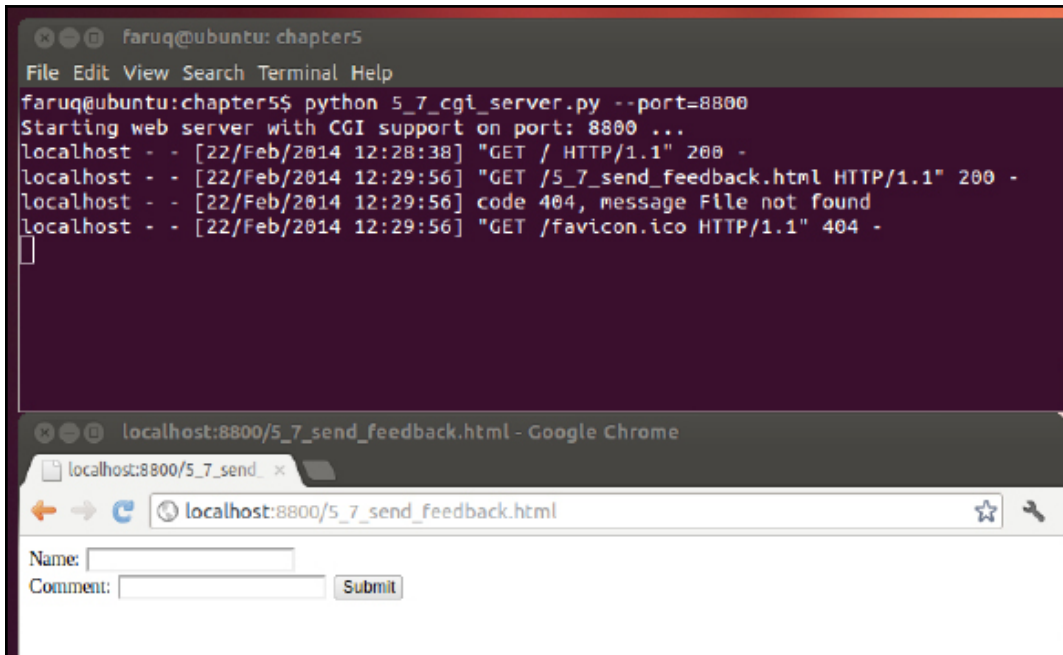 faruq@ubuntu: chapter5
File Edit View Search Terminal Help
faruq@ubuntu:chapter5$ python 5_7_cgi_server.py --port=8800
Starting web server with CGI support on port: 8800 ...
localhost - - [22/Feb/2014 12:28:38] "GET / HTTP/1.1" 200 -
localhost - - [22/Feb/2014 12:29:56] "GET /5_7_send_feedback.html HTTP/1.1" 200 -
localhost - - [22/Feb/2014 12:29:56] code 404, message File not found
localhost - - [22/Feb/2014 12:29:56] "GET /favicon.ico HTTP/1.1" 404 -
localhost:8800/5_7_send_feedback.html - Google Chrome
localhost:8800/5_7_send_
localhost:8800/5_7_send_feedback.html
Name:
Comment: Submit